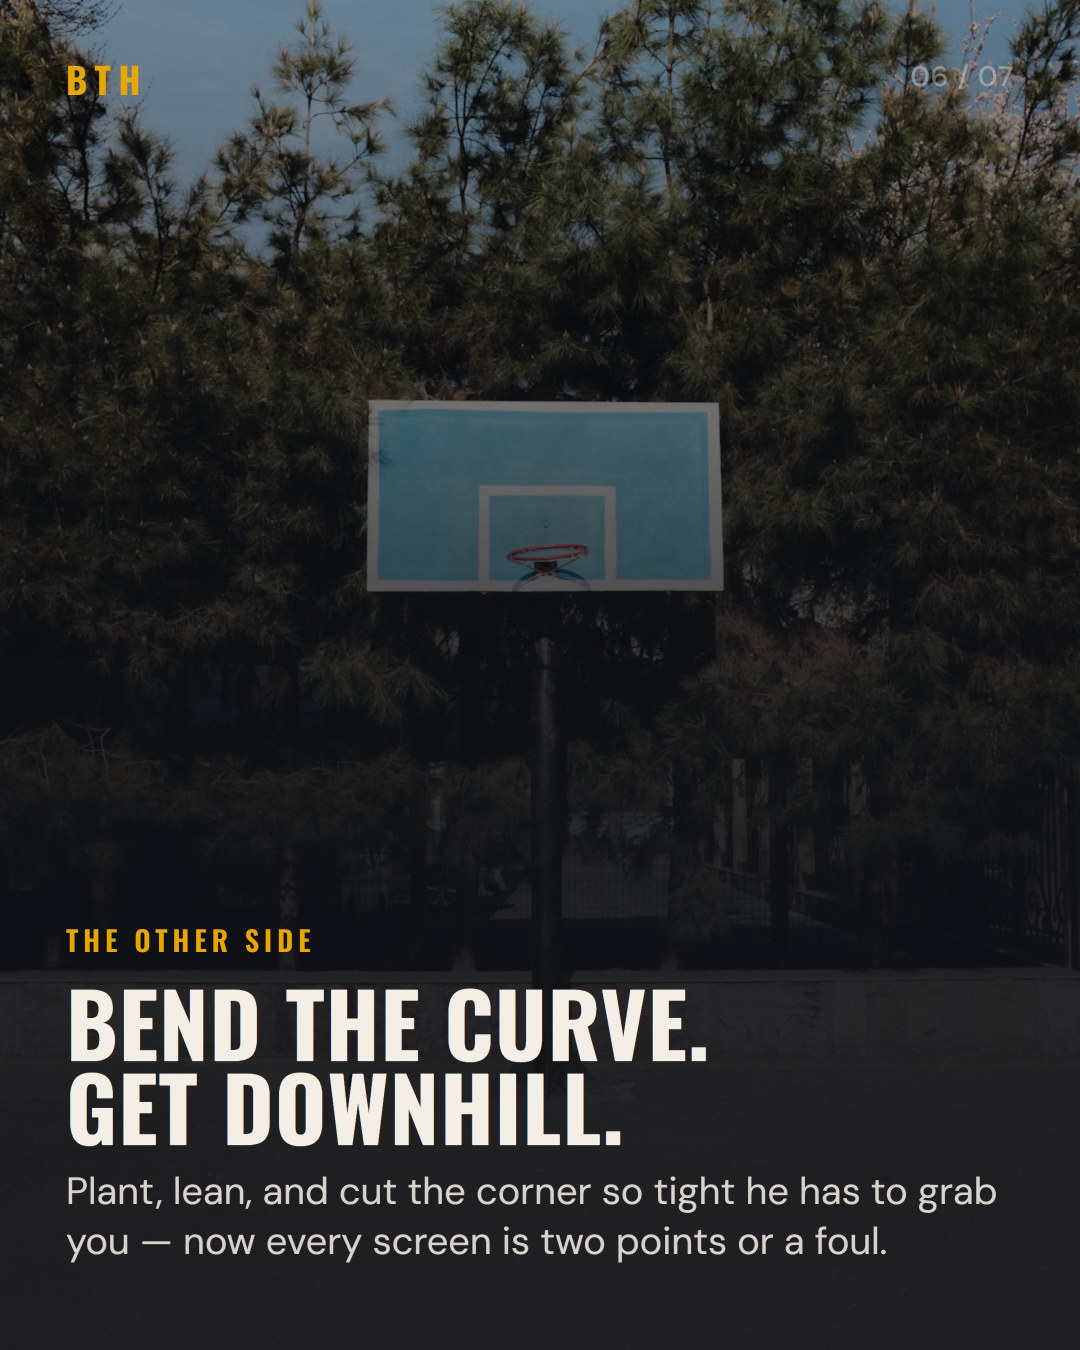 BTH
06 / 07
THE OTHER SIDE
BEND THE CURVE.
GET DOWNHILL.
Plant, lean, and cut the corner so tight he has to grab
you — now every screen is two points or a foul.